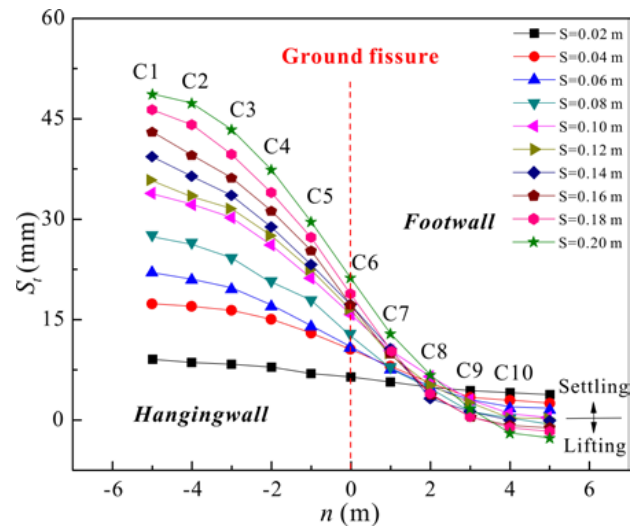 60
45
30
15
0
S_t (mm)
C1
C2
C3
C4
C5
C6
C7
C8
C9
C10
Ground fissure
Footwall
Hangingwall
S=0.02 m
S=0.04 m
S=0.06 m
S=0.08 m
S=0.10 m
S=0.12 m
S=0.14 m
S=0.16 m
S=0.18 m
S=0.20 m
Settling
Lifting
-6 -4 -2 0 2 4 6
n (m)